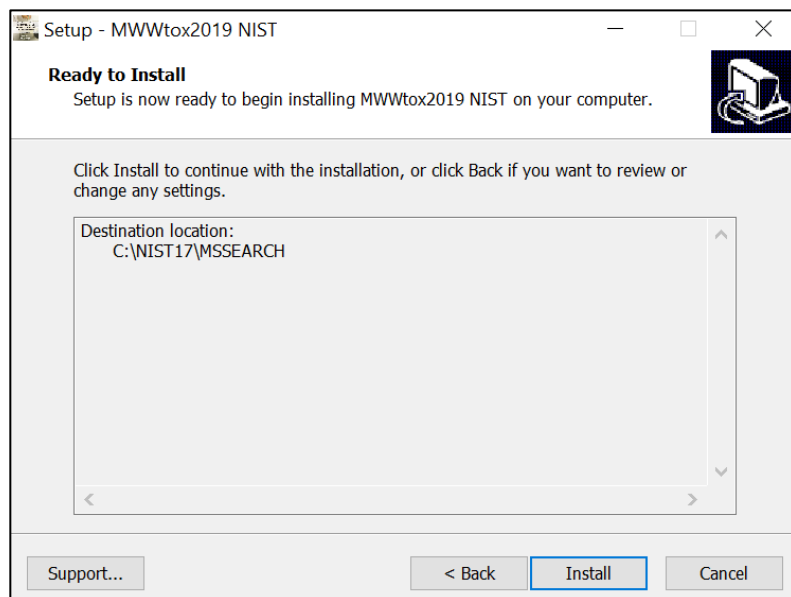 Setup - MWWtox2019 NIST
Ready to Install
Setup is now ready to begin installing MWWtox2019 NIST on your computer.
Click Install to continue with the installation, or click Back if you want to review or
change any settings.
Destination location:
C:\NIST17\MSSEARCH
Support...
< Back
Install
Cancel